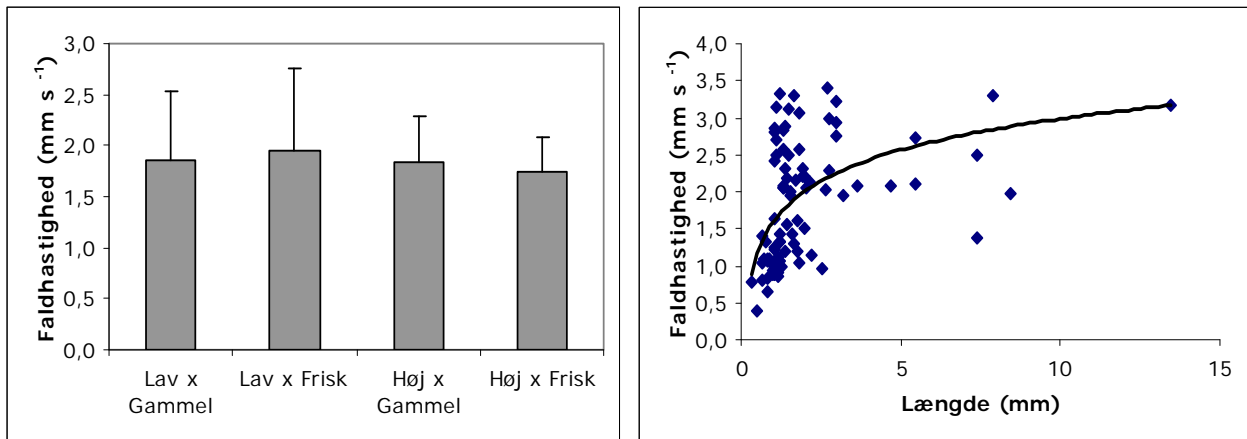 Faldhastighed (mm s -1)
3,0
2,5
2,0
1,5
1,0
0,5
0,0
Lav x
Gammel
Lav x Frisk
Høj x
Gammel
Høj x Frisk
Faldhastighed (mm s -1)
4,0
3,5
3,0
2,5
2,0
1,5
1,0
0,5
0,0
0
5
10
15
Længde (mm)